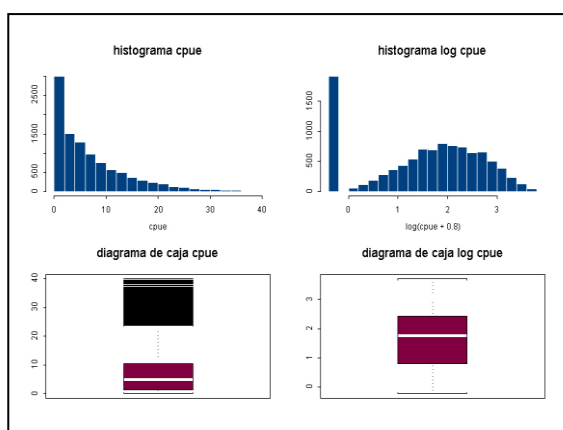 histograma cpue
2500
1500
500
0
0 10 20 30 40
cpue
histograma log cpue
1500
500
0
0 1 2 3
log(cpue + 0.8)
diagrama de caja cpue
40
30
20
10
0
diagrama de caja log cpue
3
2
1
0